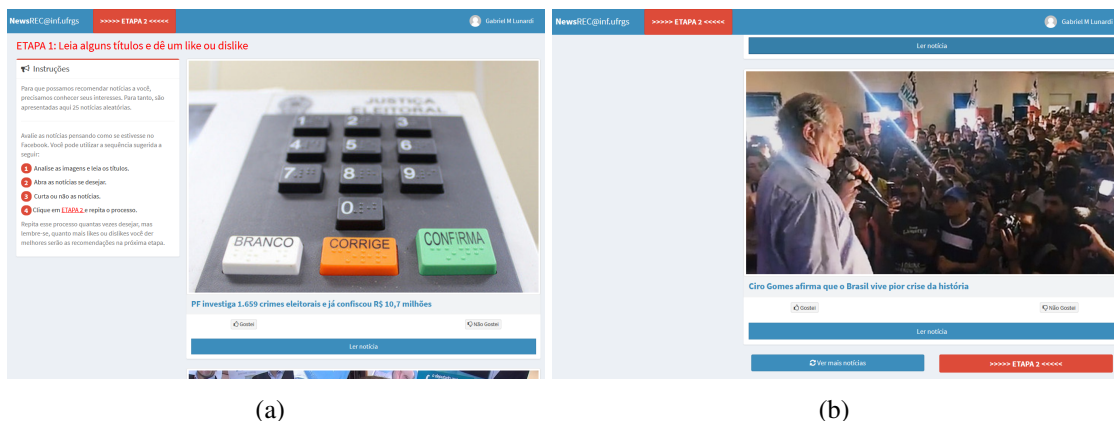 NewsREC@inf.ufrgs
>>>>> ETAPA 2 <<<<<
Gabriel M Lunardi
ETAPA 1: Leia alguns títulos e dê um like ou dislike
Instruções
Para que possamos recomendar notícias a você,
precisamos conhecer seus interesses. Para tanto, são
apresentadas aqui 25 notícias aleatórias.
Avalie as notícias pensando como se estivesse no
Facebook. Você pode utilizar a sequência sugerida a
seguir:
1 Analise as imagens e leia os títulos.
2 Abra as notícias se desejar.
3 Curta ou não as notícias.
4 Clique em ETAPA 2 e repita o processo.
Repita esse processo quantas vezes desejar, mas
lembre-se, quanto mais likes ou dislikes você der
melhores serão as recomendações na próxima etapa.
JUSTIÇA
ELEITORAL
1 2 3
4 5 6
7 8 9
0
BRANCO CORRIGE CONFIRMA
PF investiga 1.659 crimes eleitorais e já confiscou R$ 10,7 milhões
Gostei
Não Gostei
Ler notícia
(a)
NewsREC@inf.ufrgs
>>>>> ETAPA 2 <<<<<
Gabriel M Lunardi
Ler notícia
Ciro Gomes afirma que o Brasil vive pior crise da história
Gostei
Não Gostei
Ler notícia
Ver mais notícias
>>>>> ETAPA 2 <<<<<
(b)